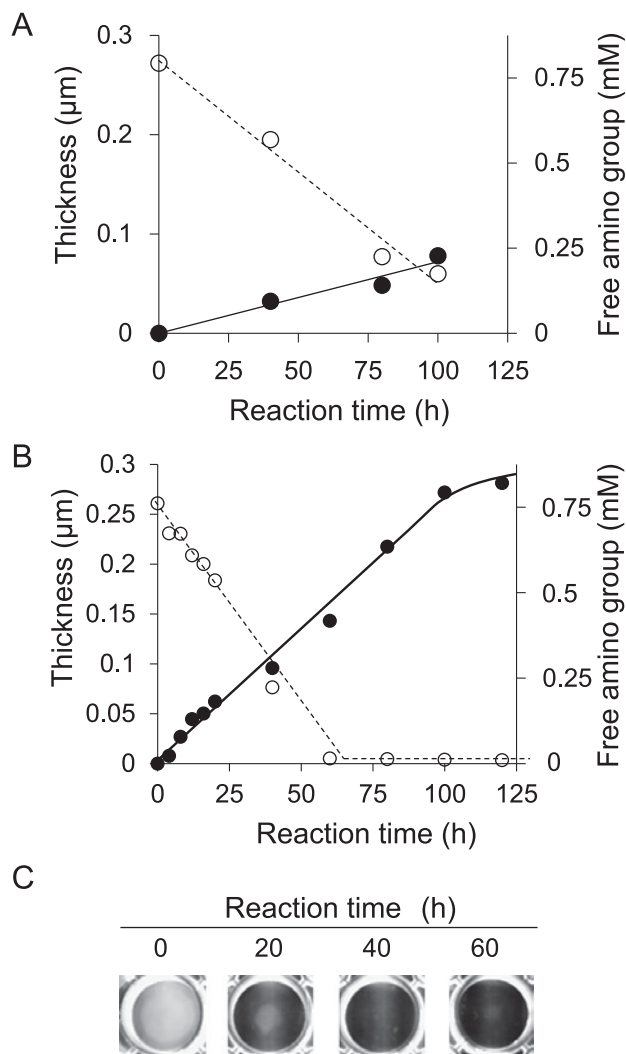 A
Thickness (µm)
0.3
0.2
0.1
0
0.75
0.5
0.25
0
Free amino group (mM)
0 25 50 75 100 125
Reaction time (h)
B
Thickness (µm)
0.3
0.25
0.2
0.15
0.1
0.05
0
0.75
0.5
0.25
0
Free amino group (mM)
0 25 50 75 100 125
Reaction time (h)
C
Reaction time (h)
0 20 40 60